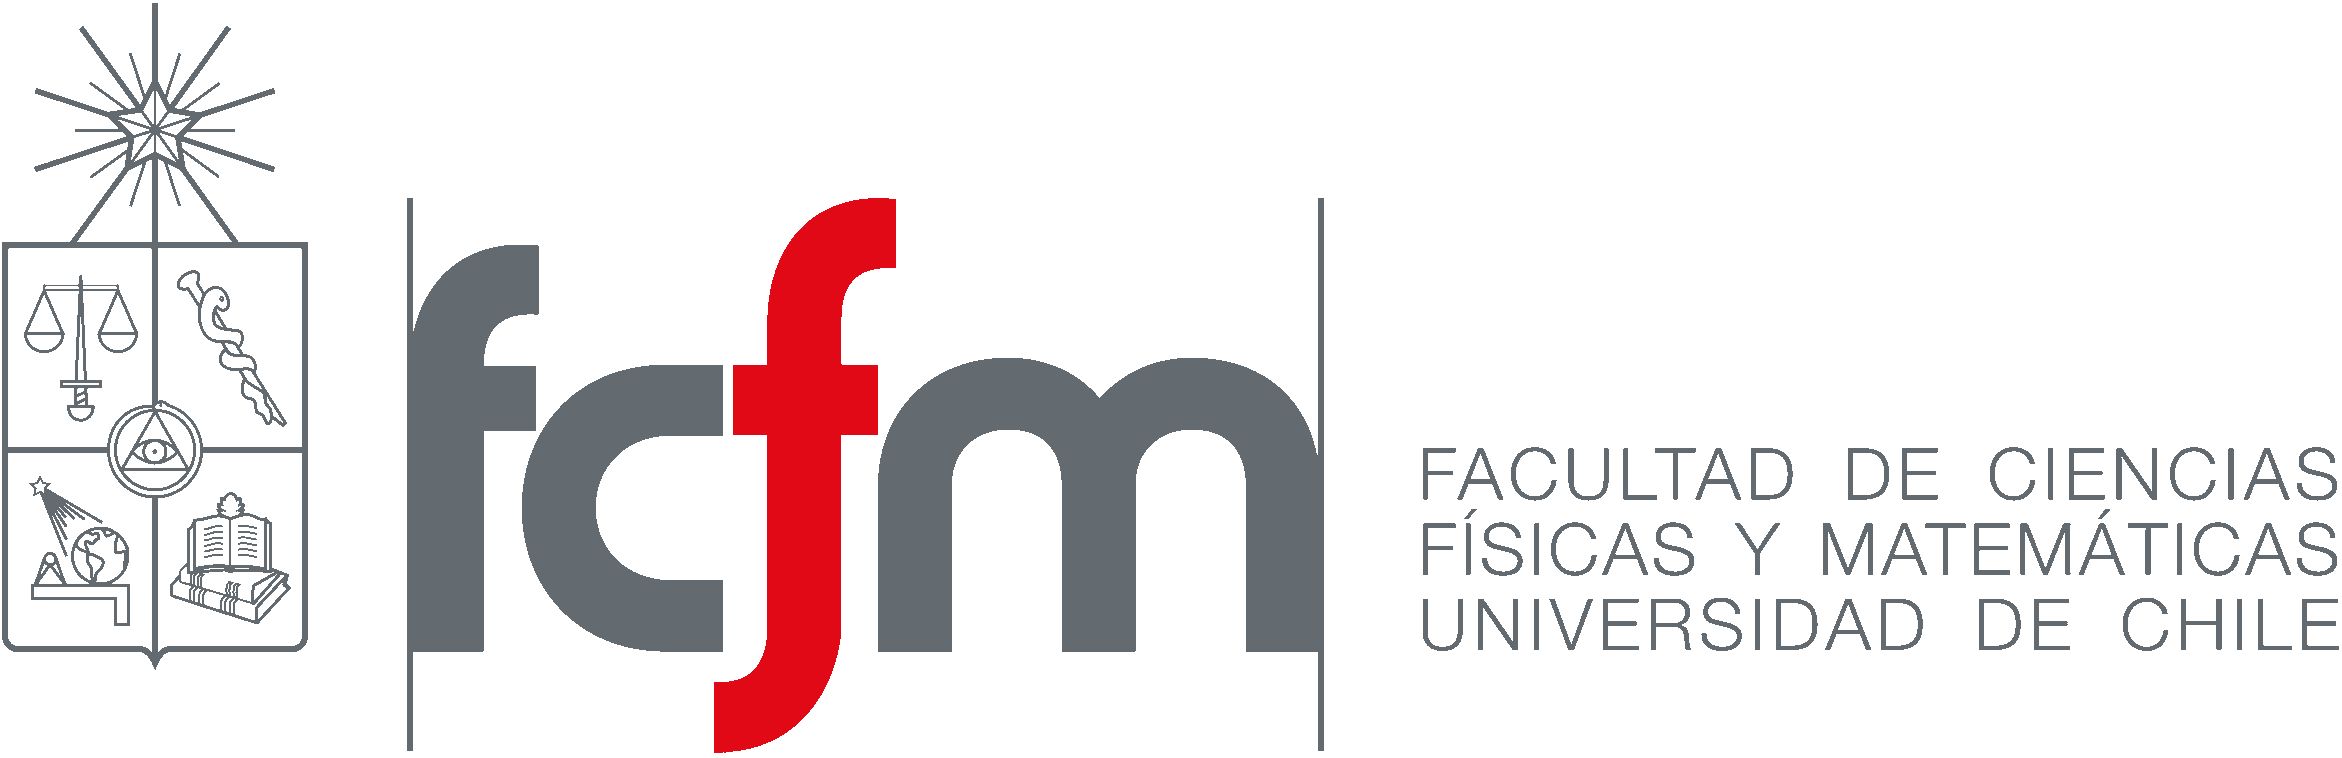 fcfm
FACULTAD DE CIENCIAS
FÍSICAS Y MATEMÁTICAS
UNIVERSIDAD DE CHILE